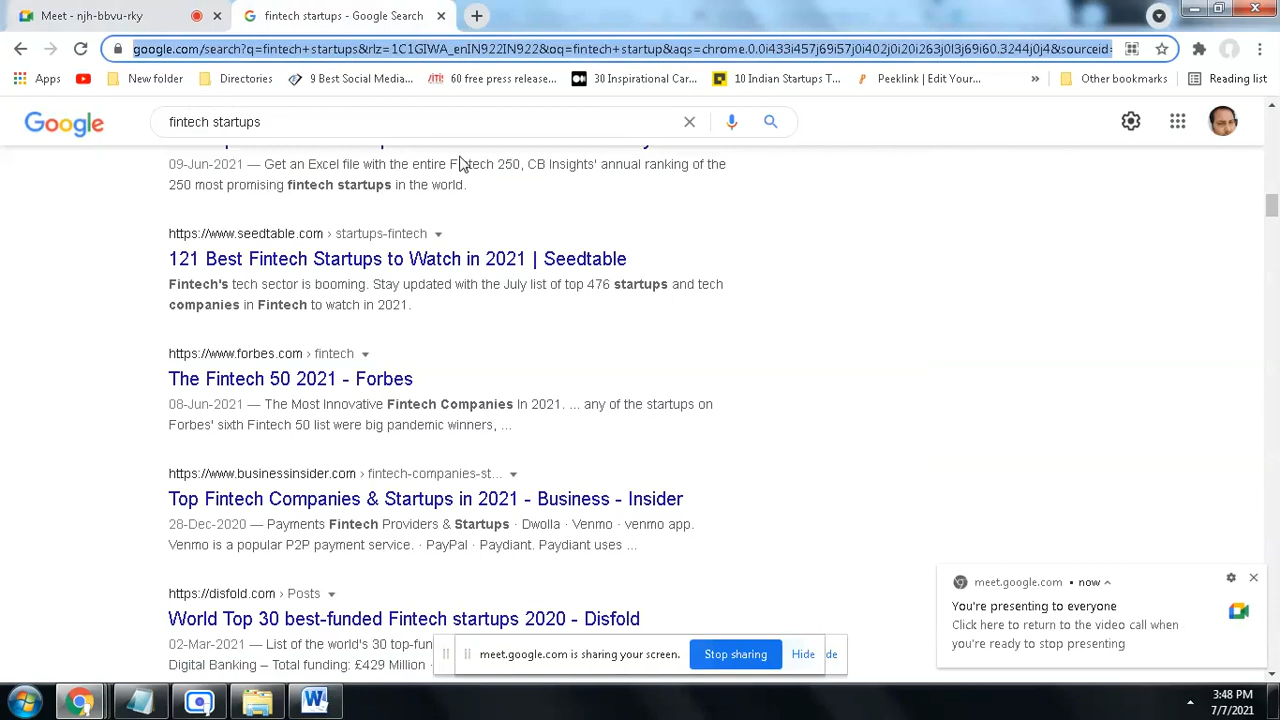 Meet - njh-bbvu-rky
fintech startups - Google Search
google.com/search?q=fintech+startups&rlz=1C1GIWA_enIN922IN922&oq=fintech+startup&aqs=chrome.0.0i433i457j69i57j0i402j0i20i263j0l3j69i60.3244j0j4&sourceid=
Apps
New folder
Directories
9 Best Social Media...
60 free press release...
30 Inspirational Car...
10 Indian Startups T...
Peeklink | Edit Your...
»
Other bookmarks
Reading list
Google
fintech startups
09-Jun-2021 — Get an Excel file with the entire Fintech 250, CB Insights' annual ranking of the
250 most promising fintech startups in the world.
https://www.seedtable.com › startups-fintech
121 Best Fintech Startups to Watch in 2021 | Seedtable
Fintech's tech sector is booming. Stay updated with the July list of top 476 startups and tech
companies in Fintech to watch in 2021.
https://www.forbes.com › fintech
The Fintech 50 2021 - Forbes
08-Jun-2021 — The Most Innovative Fintech Companies In 2021. ... any of the startups on
Forbes' sixth Fintech 50 list were big pandemic winners, ...
https://www.businessinsider.com › fintech-companies-st...
Top Fintech Companies & Startups in 2021 - Business - Insider
28-Dec-2020 — Payments Fintech Providers & Startups · Dwolla · Venmo · venmo app.
Venmo is a popular P2P payment service. · PayPal · Paydiant. Paydiant uses ...
https://disfold.com › Posts
World Top 30 best-funded Fintech startups 2020 - Disfold
02-Mar-2021 — List of the world's 30 top-fun
Digital Banking – Total funding: £429 Million
meet.google.com is sharing your screen.
Stop sharing
Hide
de
meet.google.com • now
You're presenting to everyone
Click here to return to the video call when
you're ready to stop presenting
3:48 PM
7/7/2021